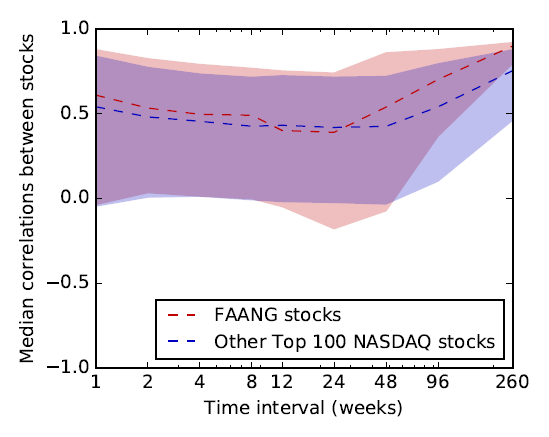 Median correlations between stocks
1.0
0.5
0.0
−0.5
−1.0
FAANG stocks
Other Top 100 NASDAQ stocks
1 2 4 8 12 24 48 96 260
Time interval (weeks)